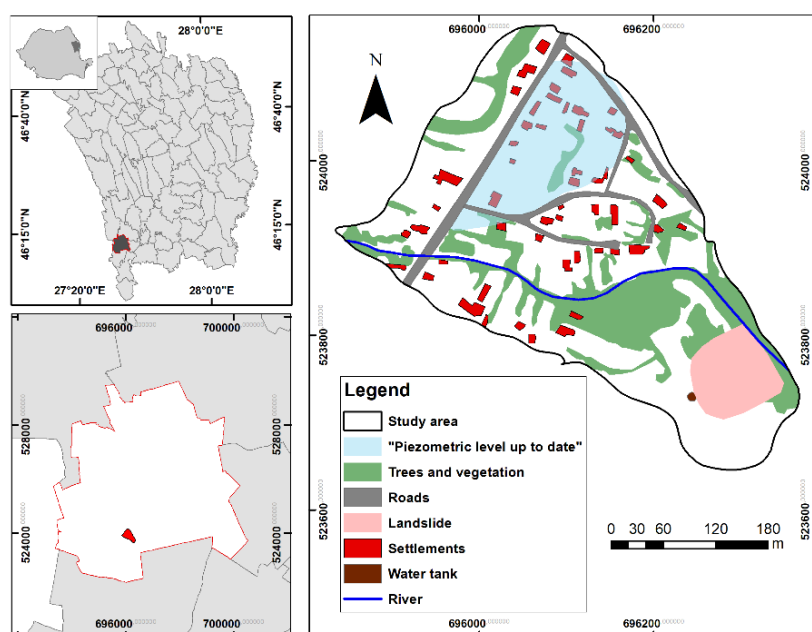 28°0'0"E
46°40'0"N
46°40'0"N
46°15'0"N
46°15'0"N
27°20'0"E
28°0'0"E
696000
700000
528000
528000
524000
524000
696000
700000
696000
696200
N
524000
524000
523800
523800
523600
523600
Legend
Study area
"Piezometric level up to date"
Trees and vegetation
Roads
Landslide
Settlements
Water tank
River
0 30 60 120 180
m
696000
696200